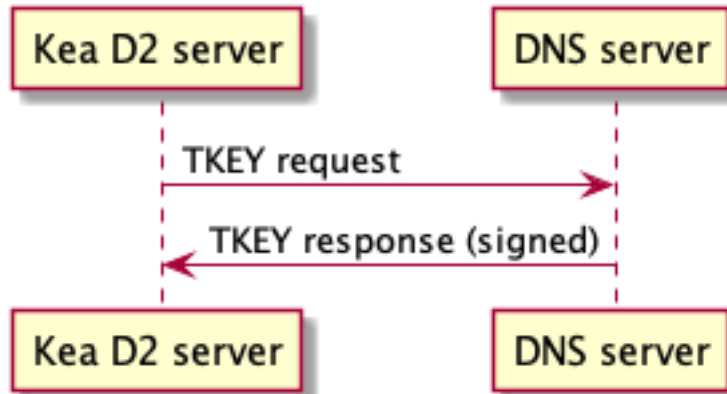 Kea D2 server
DNS server
TKEY request
TKEY response (signed)
Kea D2 server
DNS server